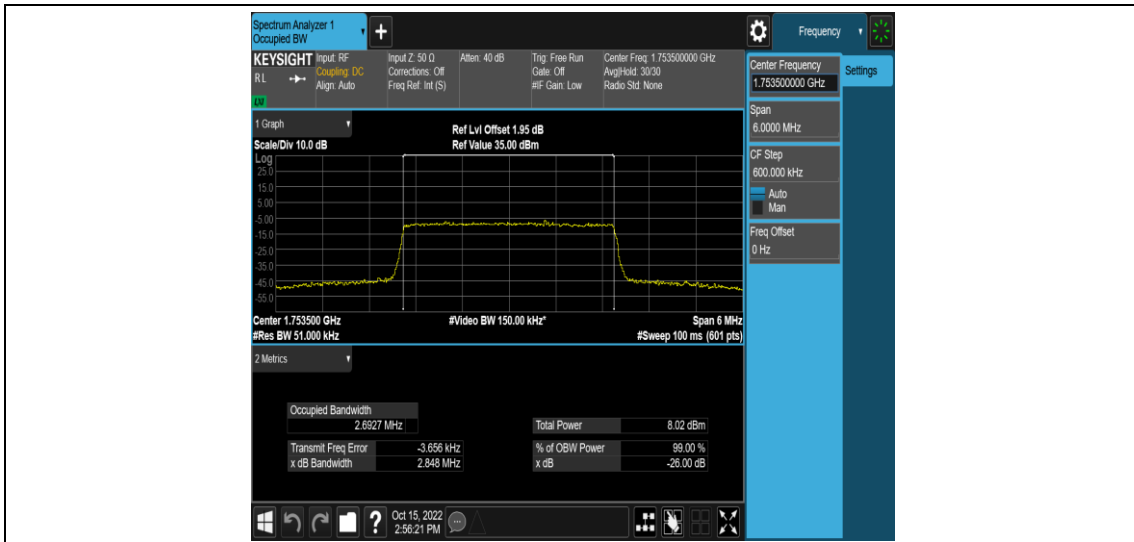 Spectrum Analyzer 1
Occupied BW
+
Frequency
KEYSIGHT
RL
LXI
Input: RF
Coupling: DC
Align: Auto
Input Z: 50 Ω
Corrections: Off
Freq Ref: Int (S)
Atten: 40 dB
Trig: Free Run
Gate: Off
#IF Gain: Low
Center Freq: 1.753500000 GHz
Avg|Hold: 30/30
Radio Std: None
Center Frequency
1.753500000 GHz
Settings
Span
6.0000 MHz
CF Step
600.000 kHz
Auto
Man
Freq Offset
0 Hz
1 Graph
Scale/Div 10.0 dB
Ref Lvl Offset 1.95 dB
Ref Value 35.00 dBm
Log
25.0
15.0
5.00
-5.00
-15.0
-25.0
-35.0
-45.0
-55.0
Center 1.753500 GHz
#Video BW 150.00 kHz*
Span 6 MHz
#Res BW 51.000 kHz
#Sweep 100 ms (601 pts)
2 Metrics
Occupied Bandwidth
2.6927 MHz
Total Power 8.02 dBm
Transmit Freq Error -3.656 kHz
% of OBW Power 99.00 %
x dB Bandwidth 2.848 MHz
x dB -26.00 dB
?
Oct 15, 2022
2:56:21 PM